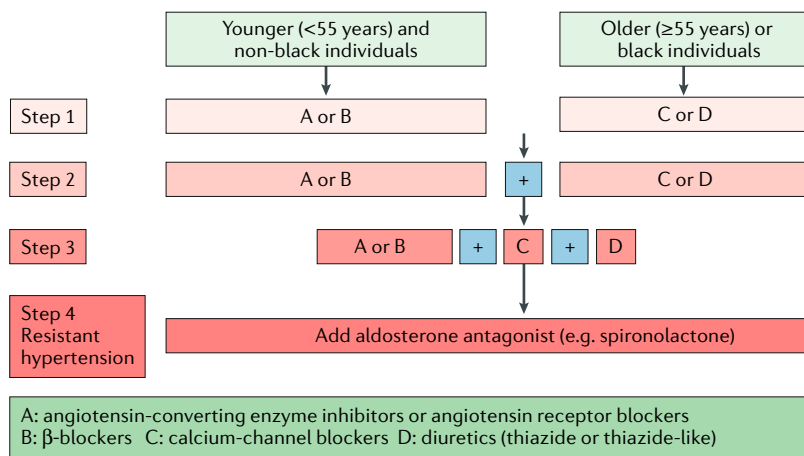 Younger (<55 years) and
non-black individuals
Older (≥55 years) or
black individuals
Step 1
A or B
C or D
Step 2
A or B
+
C or D
Step 3
A or B
+
C
+
D
Step 4
Resistant
hypertension
Add aldosterone antagonist (e.g. spironolactone)
A: angiotensin-converting enzyme inhibitors or angiotensin receptor blockers
B: β-blockers C: calcium-channel blockers D: diuretics (thiazide or thiazide-like)